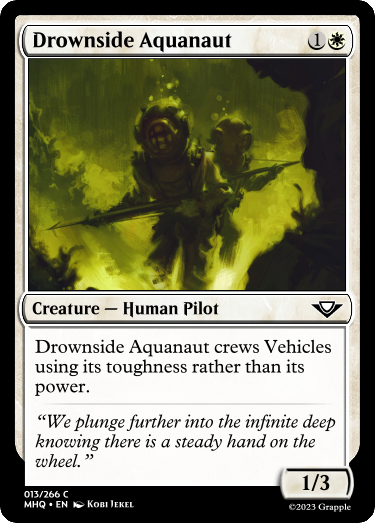 Drownside Aquanaut 1
Creature — Human Pilot
Drownside Aquanaut crews Vehicles
using its toughness rather than its
power.
“We plunge further into the infinite deep
knowing there is a steady hand on the
wheel.”
1/3
013/266 C
MHQ • EN Kobi Jekel
©2023 Grapple